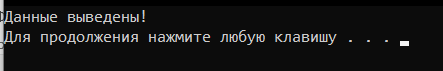 Данные выведены!
Для продолжения нажмите любую клавишу . . .